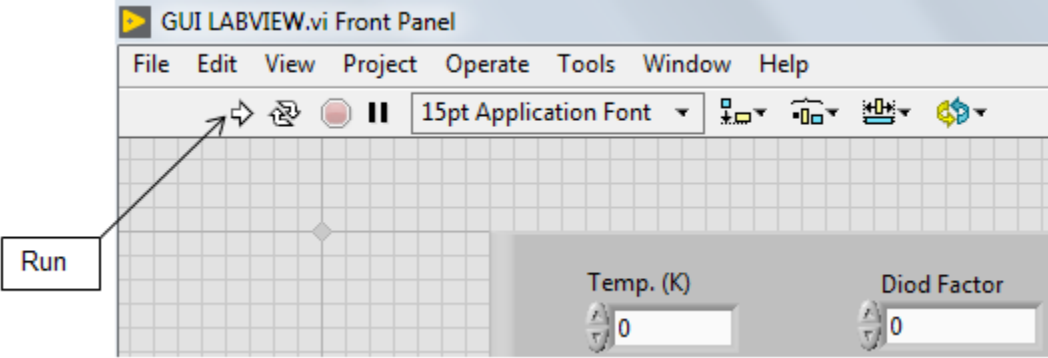 GUI LABVIEW.vi Front Panel
File Edit View Project Operate Tools Window Help
15pt Application Font
Run
Temp. (K) Diod Factor
0 0